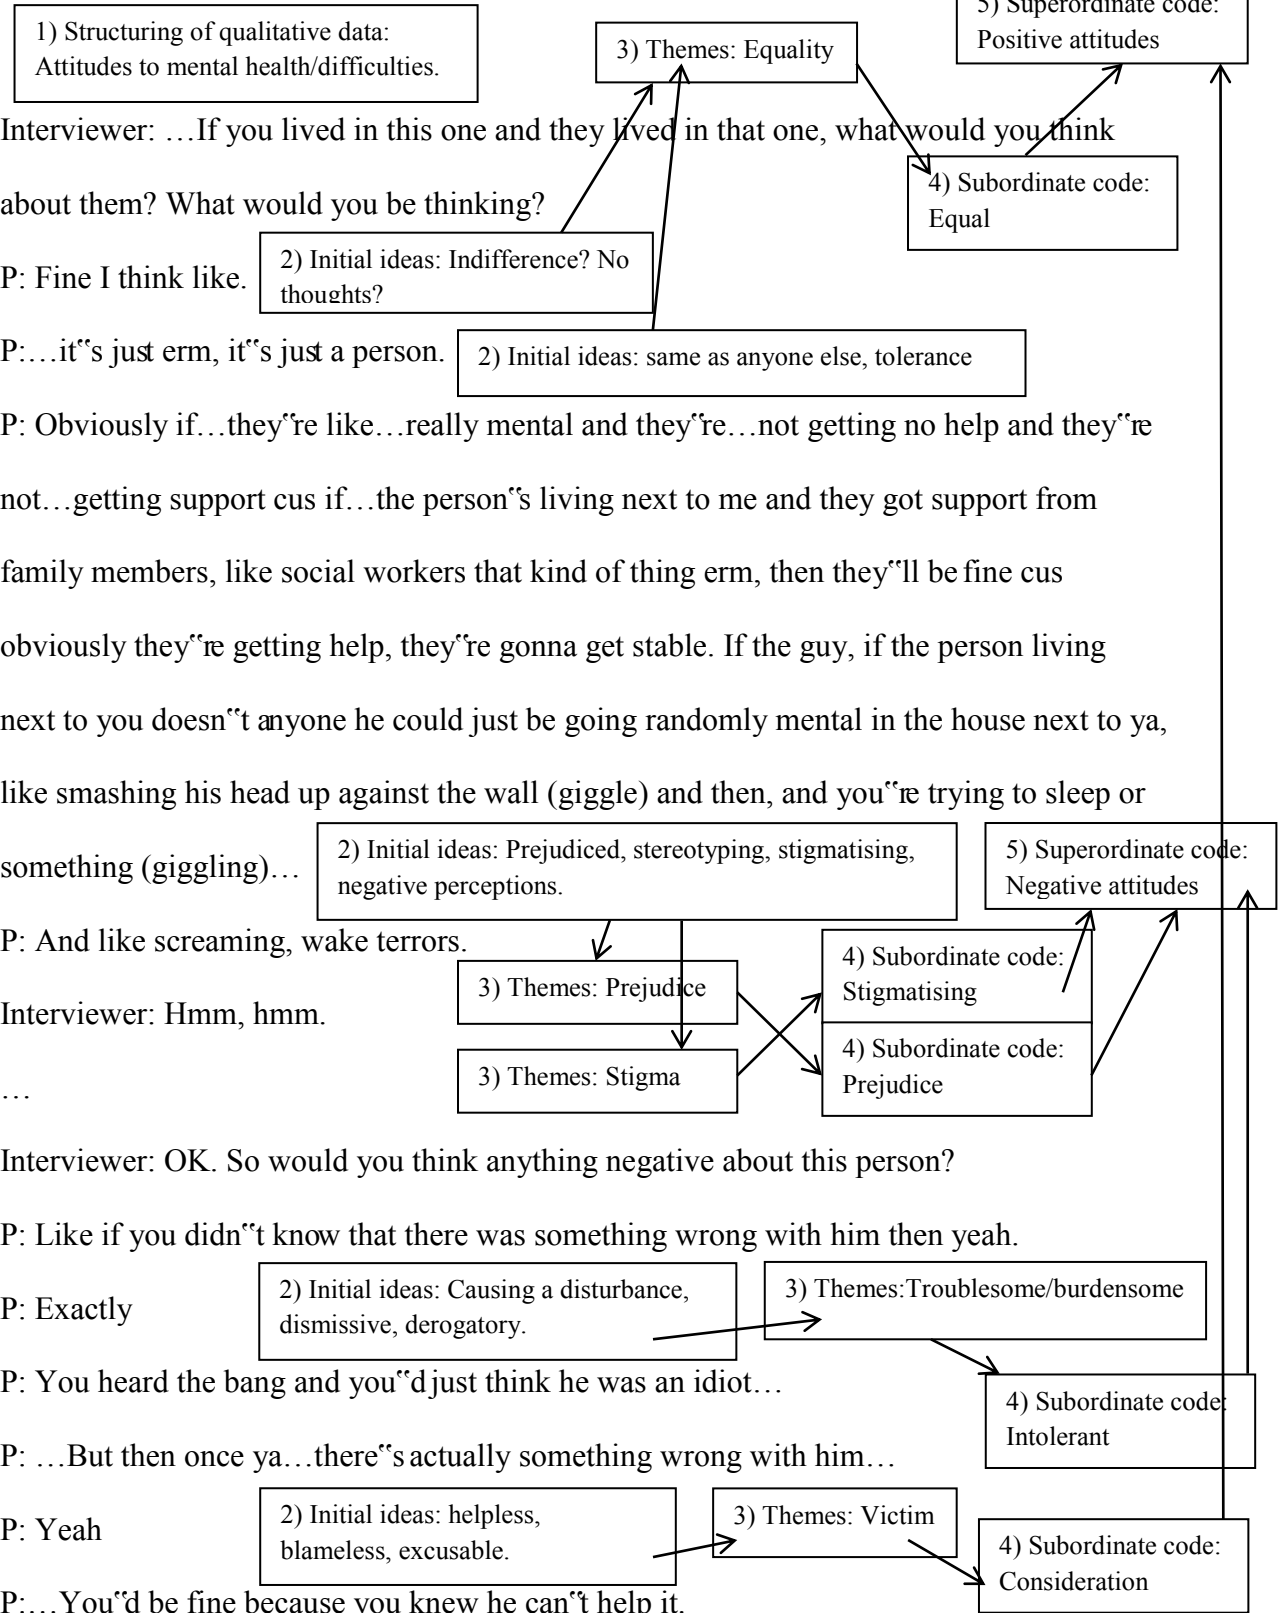 5) Superordinate code:
Positive attitudes
1) Structuring of qualitative data:
Attitudes to mental health/difficulties.
3) Themes: Equality
Interviewer: …If you lived in this one and they lived in that one, what would you think
4) Subordinate code:
Equal
about them? What would you be thinking?
P: Fine I think like.
2) Initial ideas: Indifference? No
thoughts?
P:…it‟s just erm, it‟s just a person.
2) Initial ideas: same as anyone else, tolerance
P: Obviously if…they‟re like…really mental and they‟re…not getting no help and they‟re
not…getting support cus if…the person‟s living next to me and they got support from
family members, like social workers that kind of thing erm, then they‟ll be fine cus
obviously they‟re getting help, they‟re gonna get stable. If the guy, if the person living
next to you doesn‟t anyone he could just be going randomly mental in the house next to ya,
like smashing his head up against the wall (giggle) and then, and you‟re trying to sleep or
something (giggling)…
2) Initial ideas: Prejudiced, stereotyping, stigmatising,
negative perceptions.
5) Superordinate code:
Negative attitudes
P: And like screaming, wake terrors.
3) Themes: Prejudice
4) Subordinate code:
Stigmatising
Interviewer: Hmm, hmm.
3) Themes: Stigma
4) Subordinate code:
Prejudice
…
Interviewer: OK. So would you think anything negative about this person?
P: Like if you didn‟t know that there was something wrong with him then yeah.
P: Exactly
2) Initial ideas: Causing a disturbance,
dismissive, derogatory.
3) Themes:Troublesome/burdensome
P: You heard the bang and you‟d just think he was an idiot…
4) Subordinate code:
Intolerant
P: …But then once ya…there‟s actually something wrong with him…
P: Yeah
2) Initial ideas: helpless,
blameless, excusable.
3) Themes: Victim
4) Subordinate code:
Consideration
P:…You‟d be fine because you knew he can‟t help it.